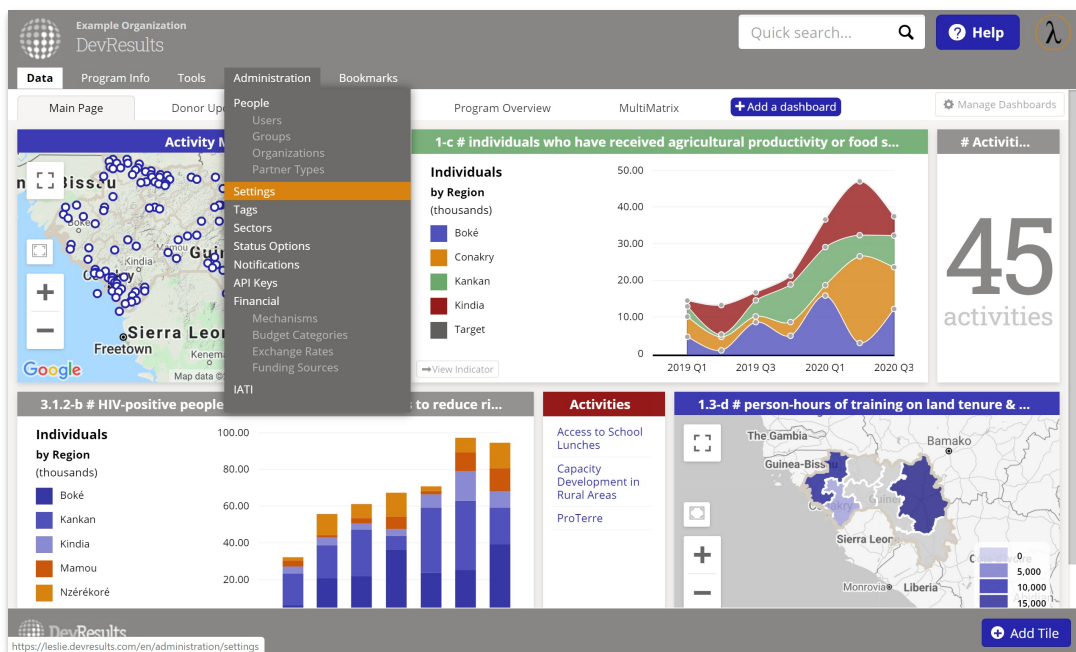 Example Organization
DevResults
Quick search...
Help
λ
Data
Program Info
Tools
Administration
Bookmarks
Main Page
Donor Up
Program Overview
MultiMatrix
Add a dashboard
Manage Dashboards
People
Users
Groups
Organizations
Partner Types
Settings
Tags
Sectors
Status Options
Notifications
API Keys
Financial
Mechanisms
Budget Categories
Exchange Rates
Funding Sources
IATI
Activity M
Bissau
Boke
Mamou
Kindia
Sierra Leo
Freetown
Kenem
Google
Map data ©
1-c # individuals who have received agricultural productivity or food s...
Individuals
by Region
(thousands)
Boké
Conakry
Kankan
Kindia
Target
View Indicator
50.00
40.00
30.00
20.00
10.00
0
2019 Q1
2019 Q3
2020 Q1
2020 Q3
# Activiti...
45
activities
3.1.2-b # HIV-positive people
s to reduce ri...
Individuals
by Region
(thousands)
Boké
Kankan
Kindia
Mamou
Nzérékoré
100.00
80.00
60.00
40.00
20.00
Activities
Access to School
Lunches
Capacity
Development in
Rural Areas
ProTerre
1.3-d # person-hours of training on land tenure & ...
The Gambia
Bamako
Guinea-Biss
Guinea
Sierra Leon
Monrovia
Liberia
0
5,000
10,000
15,000
DevResults
https://leslie.devresults.com/en/administration/settings
Add Tile